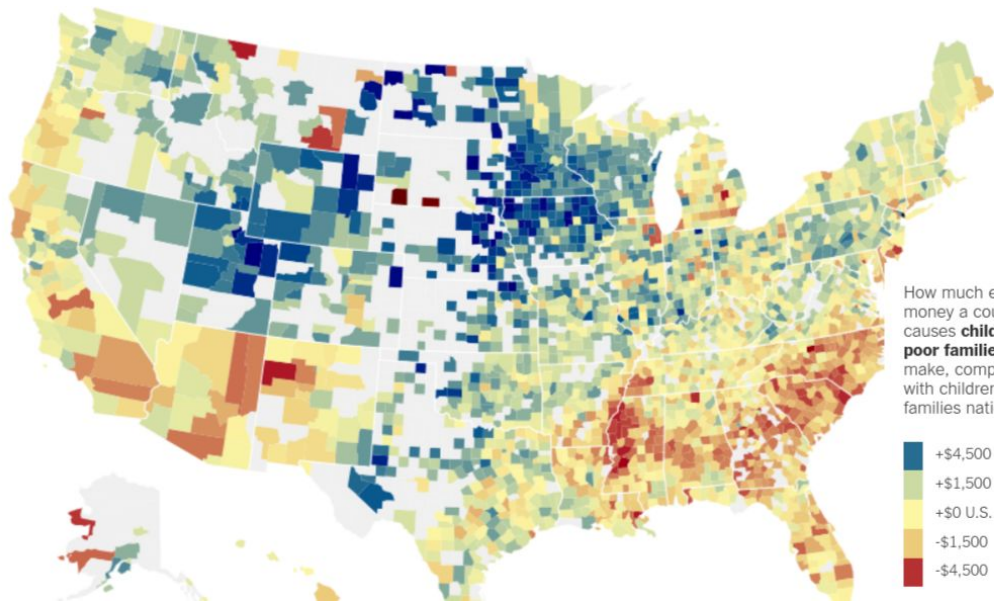 How much e
money a cou
causes child
poor familie
make, comp
with children
families nati
+$4,500
+$1,500
+$0 U.S.
-$1,500
-$4,500